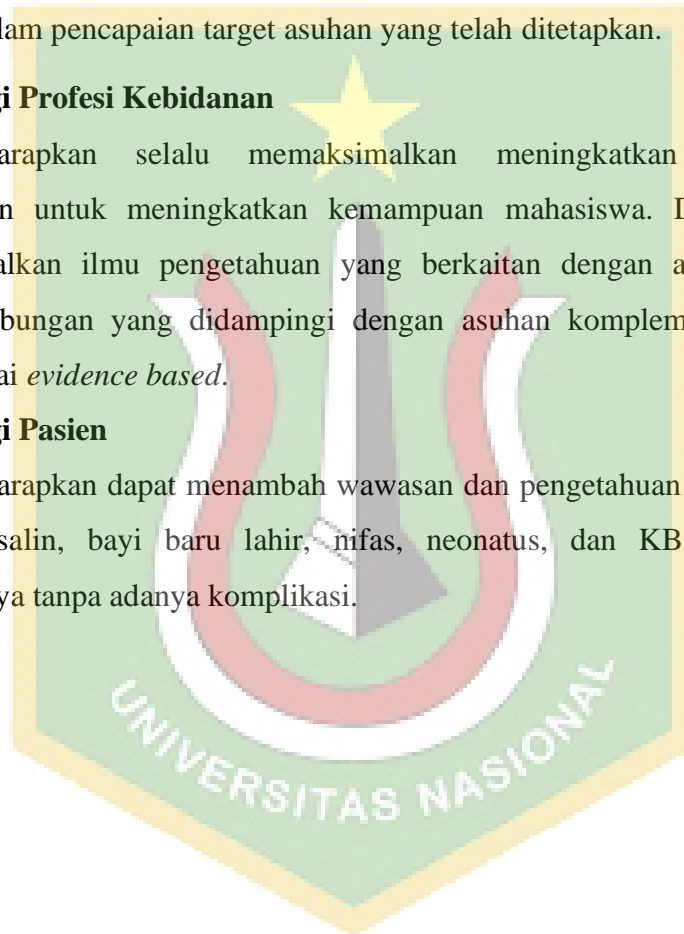 lam pencapaian target asuhan yang telah ditetapkan.
gi Profesi Kebidanan
arapkan selalu memaksimalkan meningkatkan
n untuk meningkatkan kemampuan mahasiswa. D
alkan ilmu pengetahuan yang berkaitan dengan a
bungan yang didampingi dengan asuhan komplem
ai evidence based.
gi Pasien
arapkan dapat menambah wawasan dan pengetahuan
salin, bayi baru lahir, nifas, neonatus, dan KB
ya tanpa adanya komplikasi.
UNIVERSITAS NASIONAL